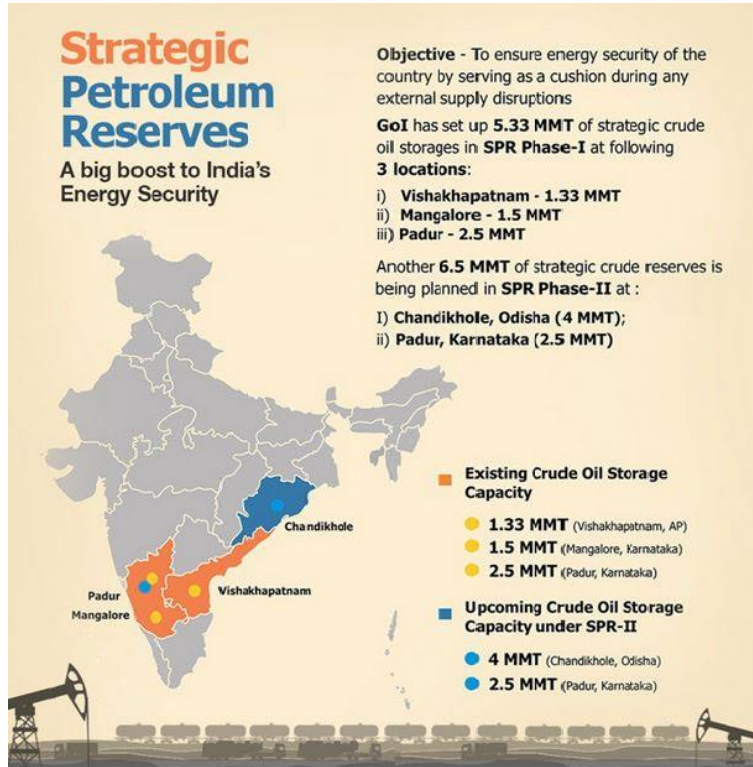 Strategic
Petroleum
Reserves
A big boost to India's
Energy Security
Objective - To ensure energy security of the
country by serving as a cushion during any
external supply disruptions
GoI has set up 5.33 MMT of strategic crude
oil storages in SPR Phase-I at following
3 locations:
i) Vishakhapatnam - 1.33 MMT
ii) Mangalore - 1.5 MMT
iii) Padur - 2.5 MMT
Another 6.5 MMT of strategic crude reserves is
being planned in SPR Phase-II at :
I) Chandikhole, Odisha (4 MMT);
ii) Padur, Karnataka (2.5 MMT)
Chandikhole
Padur
Mangalore
Vishakhapatnam
Existing Crude Oil Storage
Capacity
1.33 MMT (Vishakhapatnam, AP)
1.5 MMT (Mangalore, Karnataka)
2.5 MMT (Padur, Karnataka)
Upcoming Crude Oil Storage
Capacity under SPR-II
4 MMT (Chandikhole, Odisha)
2.5 MMT (Padur, Karnataka)